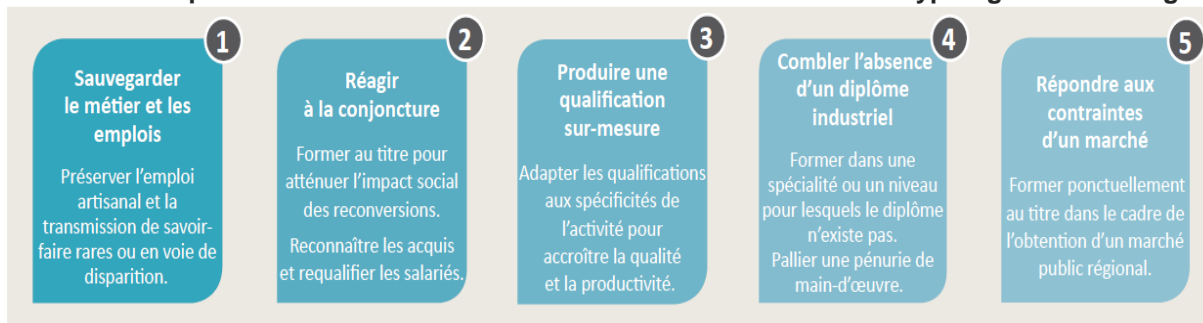 1
Sauvegarder
le métier et les
emplois
Préserver l’emploi
artisanal et la
transmission de savoir-
faire rares ou en voie de
disparition.
2
Réagir
à la conjoncture
Former au titre pour
atténuer l’impact social
des reconversions.
Reconnaître les acquis
et requalifier les salariés.
3
Produire une
qualification
sur-mesure
Adapter les qualifications
aux spécificités de
l’activité pour
accroître la qualité
et la productivité.
4
Combler l’absence
d’un diplôme
industriel
Former dans une
spécialité ou un niveau
pour lesquels le diplôme
n’existe pas.
Pallier une pénurie de
main-d’œuvre.
5
Répondre aux
contraintes
d’un marché
Former ponctuellement
au titre dans le cadre de
l’obtention d’un marché
public régional.